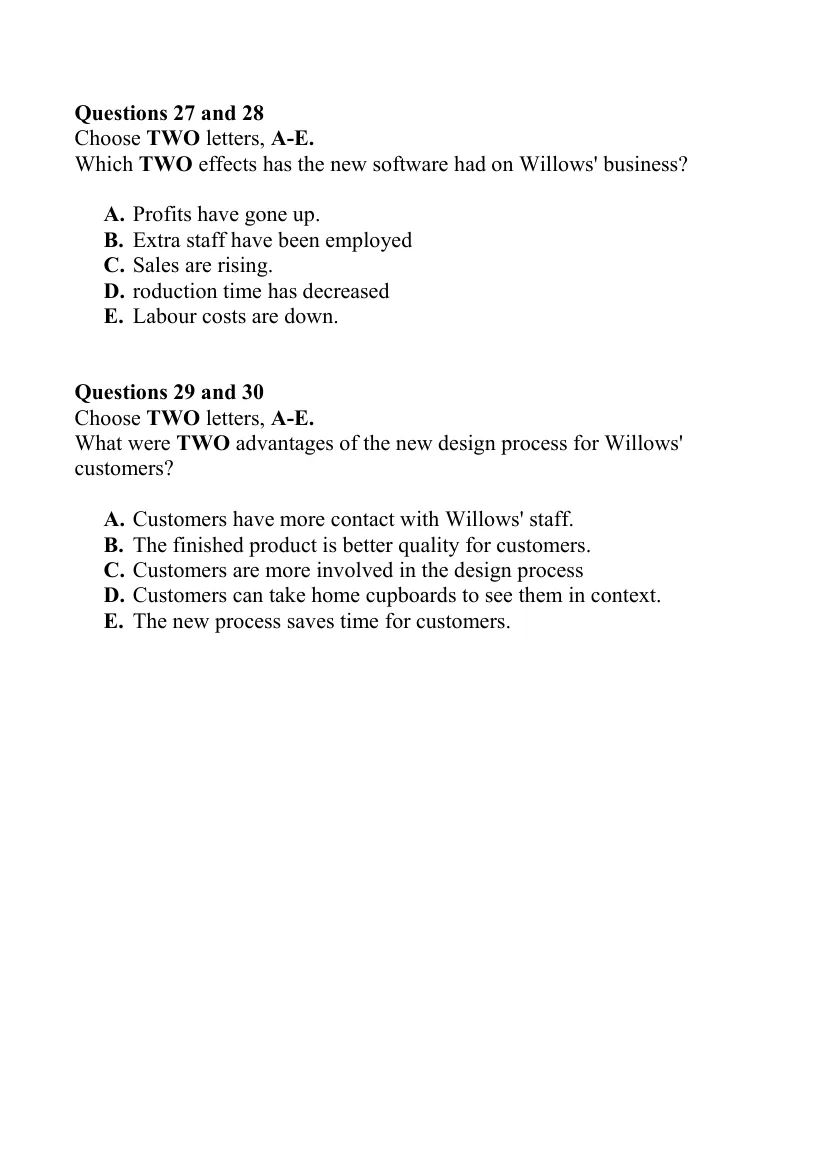 Questions 27 and 28
Choose TWO letters, A-E.
Which TWO effects has the new software had on Willows' business?
A. Profits have gone up.
B. Extra staff have been employed
C. Sales are rising.
D. roduction time has decreased
E. Labour costs are down.
Questions 29 and 30
Choose TWO letters, A-E.
What were TWO advantages of the new design process for Willows'
customers?
A. Customers have more contact with Willows' staff.
B. The finished product is better quality for customers.
C. Customers are more involved in the design process
D. Customers can take home cupboards to see them in context.
E. The new process saves time for customers.